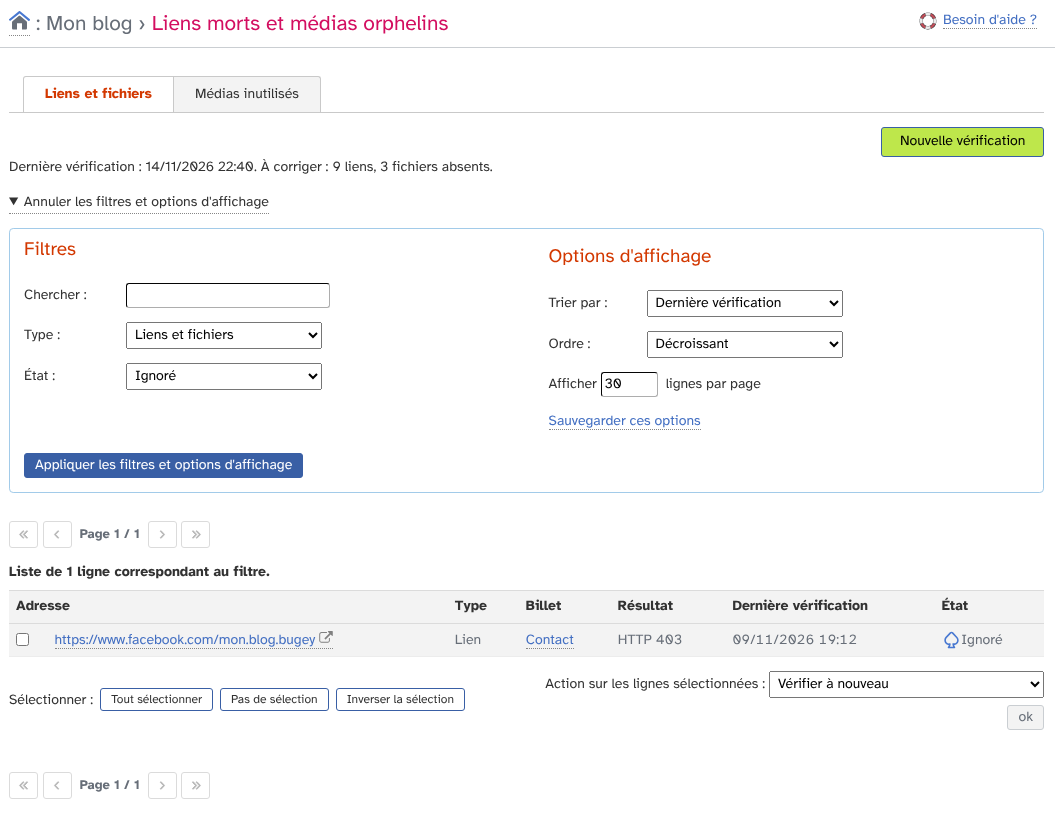 : Mon blog › Liens morts et médias orphelins
Besoin d'aide ?
Liens et fichiers
Médias inutilisés
Nouvelle vérification
Dernière vérification : 14/11/2026 22:40. À corriger : 9 liens, 3 fichiers absents.
▼ Annuler les filtres et options d'affichage
Filtres
Chercher :
Type : Liens et fichiers
État : Ignoré
Options d'affichage
Trier par : Dernière vérification
Ordre : Décroissant
Afficher 30 lignes par page
Sauvegarder ces options
Appliquer les filtres et options d'affichage
« ‹ Page 1 / 1 › »
Liste de 1 ligne correspondant au filtre.
Adresse Type Billet Résultat Dernière vérification État
https://www.facebook.com/mon.blog.bugey Lien Contact HTTP 403 09/11/2026 19:12 Ignoré
Sélectionner : Tout sélectionner Pas de sélection Inverser la sélection
Action sur les lignes sélectionnées : Vérifier à nouveau
ok
« ‹ Page 1 / 1 › »